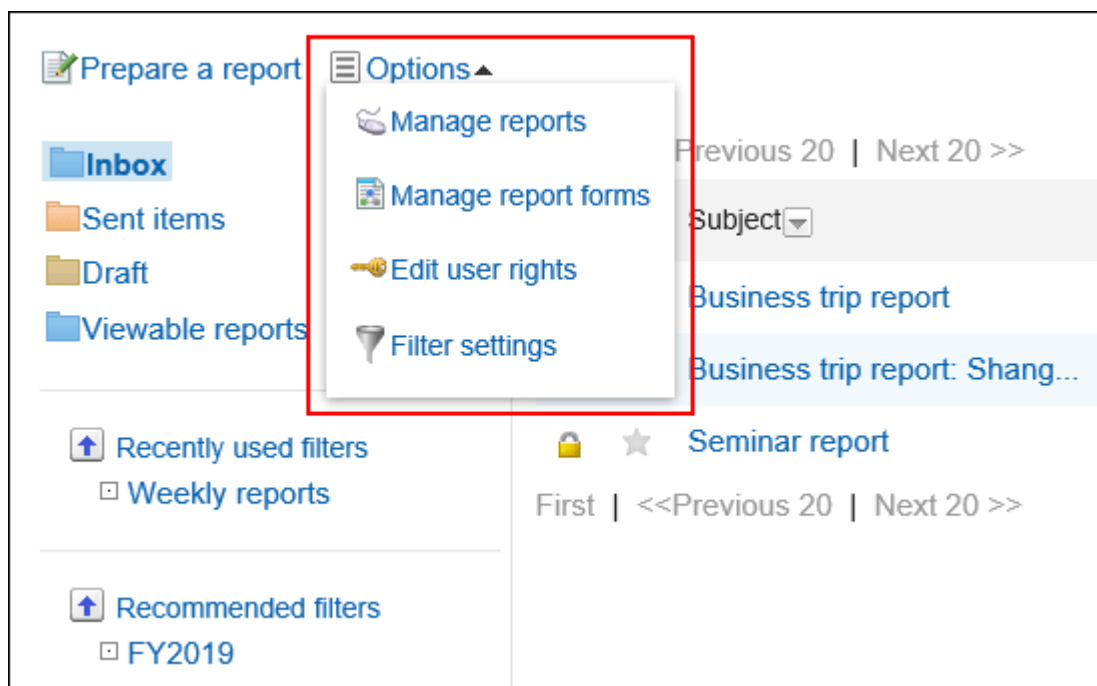 Prepare a report
Options
Manage reports
Manage report forms
Edit user rights
Filter settings
Inbox
Sent items
Draft
Viewable reports
Recently used filters
Weekly reports
Recommended filters
FY2019
Previous 20 | Next 20 >>
Subject
Business trip report
Business trip report: Shang...
Seminar report
First | <<Previous 20 | Next 20 >>